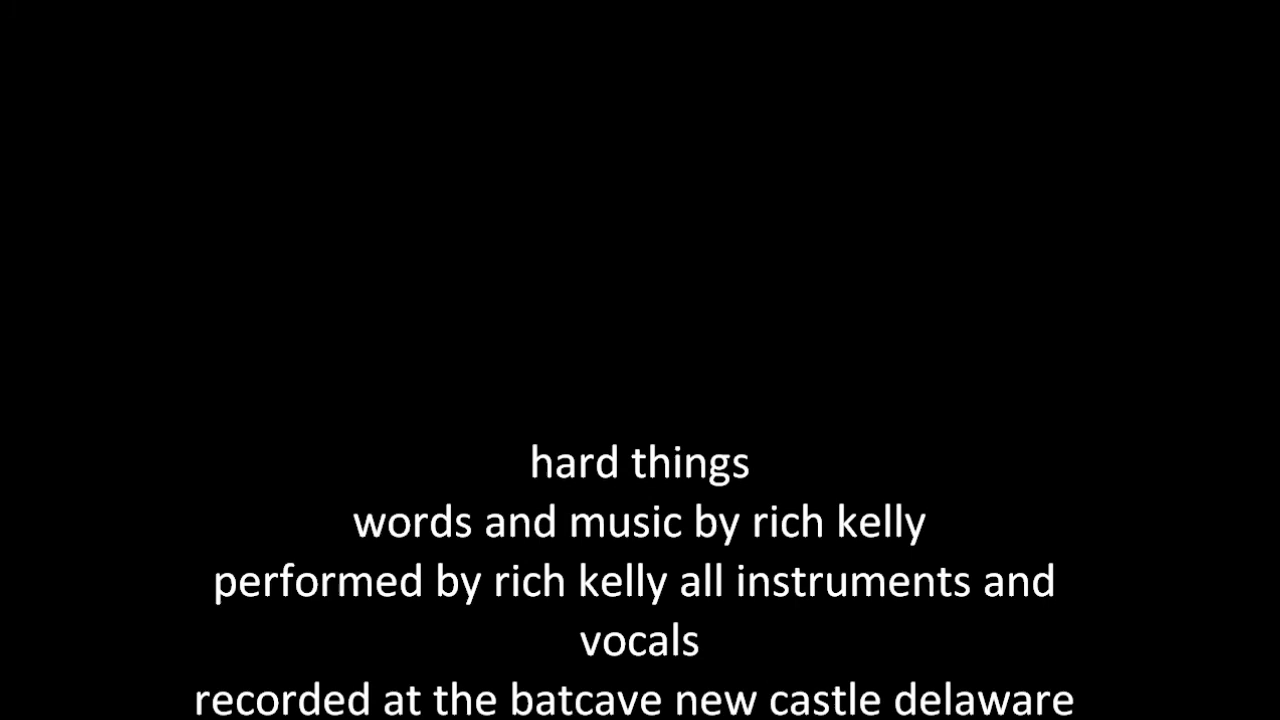 hard things
words and music by rich kelly
performed by rich kelly all instruments and
vocals
recorded at the batcave new castle delaware